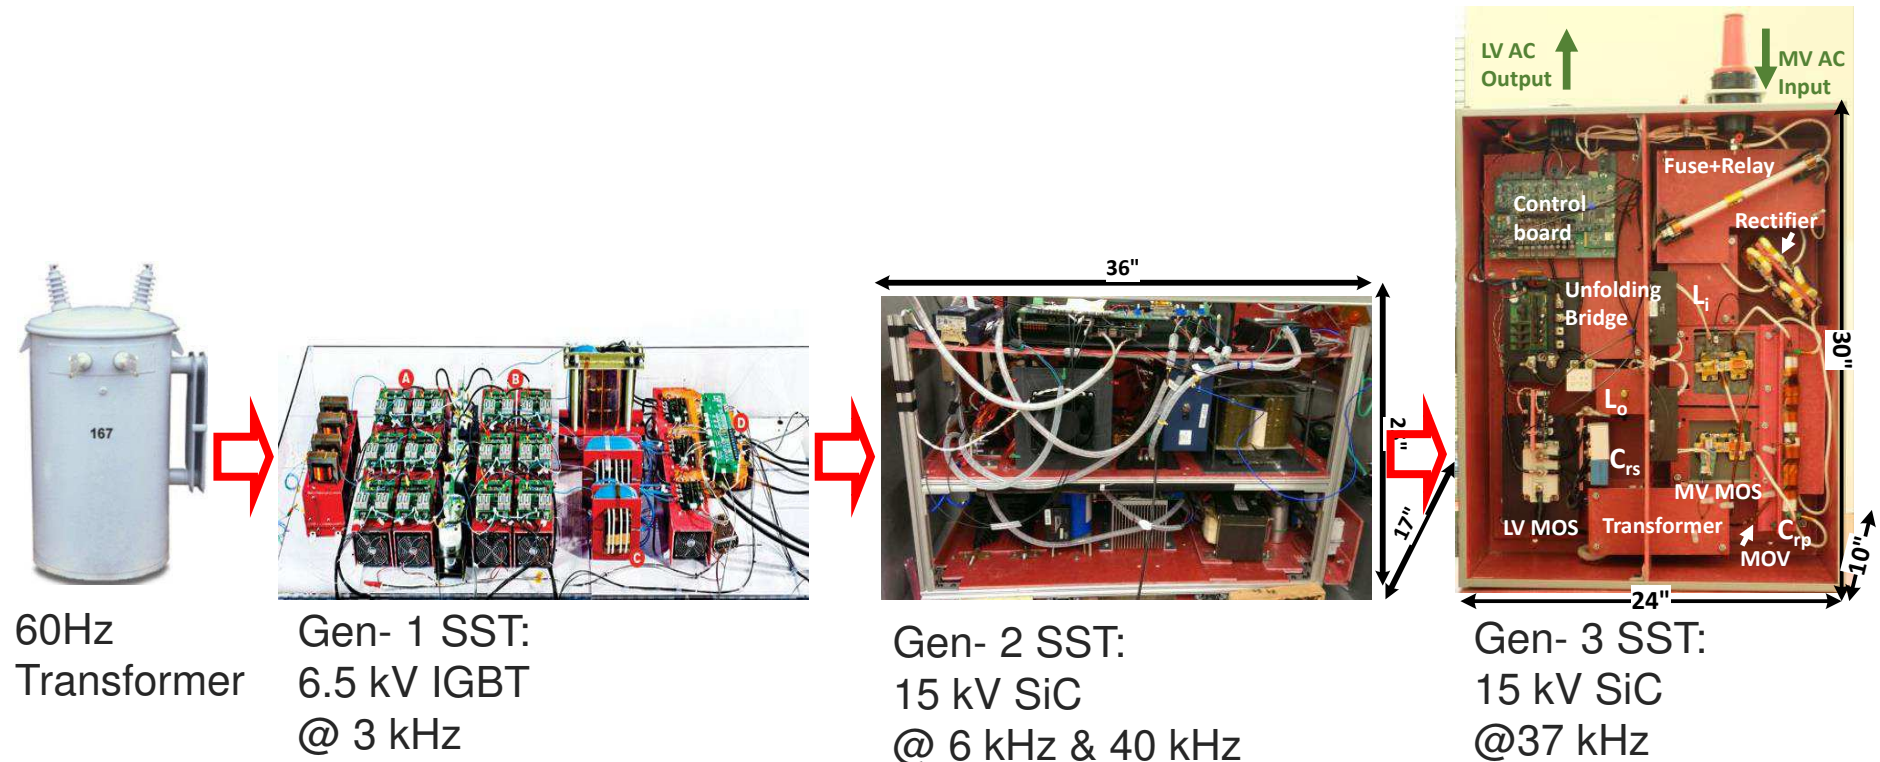 LV AC
Output
MV AC
Input
Fuse+Relay
Control
board
Rectifier
Unfolding
Bridge
Li
30"
Lo
Crs
MV MOS
LV MOS
Transformer
Crp
MOV
10"
24"
36"
17"
A
B
C
D
167
60Hz
Transformer
Gen- 1 SST:
6.5 kV IGBT
@ 3 kHz
Gen- 2 SST:
15 kV SiC
@ 6 kHz & 40 kHz
Gen- 3 SST:
15 kV SiC
@37 kHz